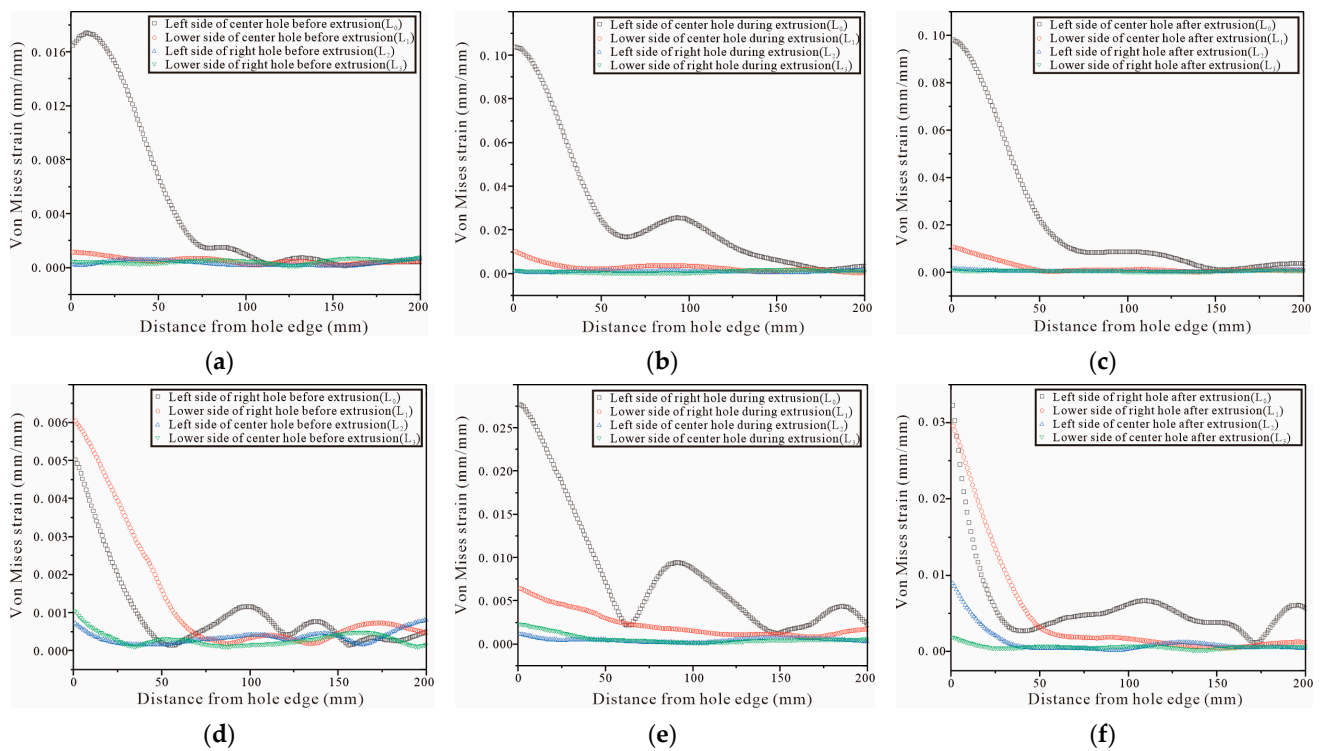 Left side of center hole before extrusion(L₀)
Lower side of center hole before extrusion(L₁)
Left side of right hole before extrusion(L₂)
Lower side of right hole before extrusion(L₃)
Von Mises strain (mm/mm)
0. 016
0. 012
0. 008
0. 004
0. 000
0 25 50 75 100 125 150 175 200
Distance from hole edge (mm)
(a)
Left side of center hole during extrusion(L₀)
Lower side of center hole during extrusion(L₁)
Left side of right hole during extrusion(L₂)
Lower side of right hole during extrusion(L₃)
Von Mises strain (mm/mm)
0. 10
0. 08
0. 06
0. 04
0. 02
0. 00
0 50 100 150 200
Distance from hole edge (mm)
(b)
Left side of center hole after extrusion(L₀)
Lower side of center hole after extrusion(L₁)
Left side of right hole after extrusion(L₂)
Lower side of right hole after extrusion(L₃)
Von Mises strain (mm/mm)
0. 10
0. 08
0. 06
0. 04
0. 02
0. 00
0 50 100 150 200
Distance from hole edge (mm)
(c)
Left side of right hole before extrusion(L₀)
Lower side of right hole before extrusion(L₁)
Left side of center hole before extrusion(L₂)
Lower side of center hole before extrusion(L₃)
Von Mises strain (mm/mm)
0. 006
0. 005
0. 004
0. 003
0. 002
0. 001
0. 000
0 50 100 150 200
Distance from hole edge (mm)
(d)
Left side of right hole during extrusion(L₀)
Lower side of right hole during extrusion(L₁)
Left side of center hole during extrusion(L₂)
Lower side of center hole during extrusion(L₃)
Von Mises strain (mm/mm)
0. 025
0. 020
0. 015
0. 010
0. 005
0. 000
0 50 100 150 200
Distance from hole edge (mm)
(e)
Left side of right hole after extrusion(L₀)
Lower side of right hole after extrusion(L₁)
Left side of center hole after extrusion(L₂)
Lower side of center hole after extrusion(L₃)
Von Mises strain (mm/mm)
0. 03
0. 02
0. 01
0. 00
0 50 100 150 200
Distance from hole edge (mm)
(f)